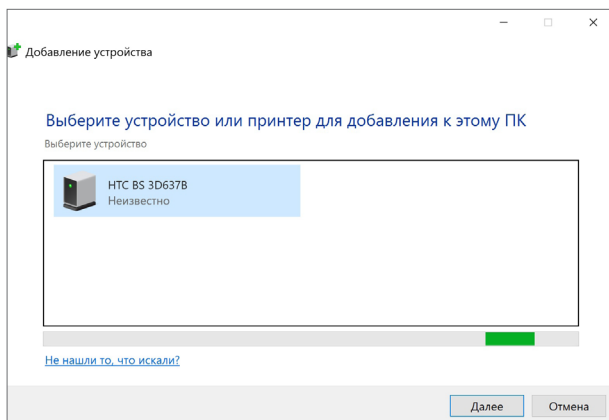 Добавление устройства
Выберите устройство или принтер для добавления к этому ПК
Выберите устройство
HTC BS 3D637B
Неизвестно
Не нашли то, что искали?
Далее
Отмена